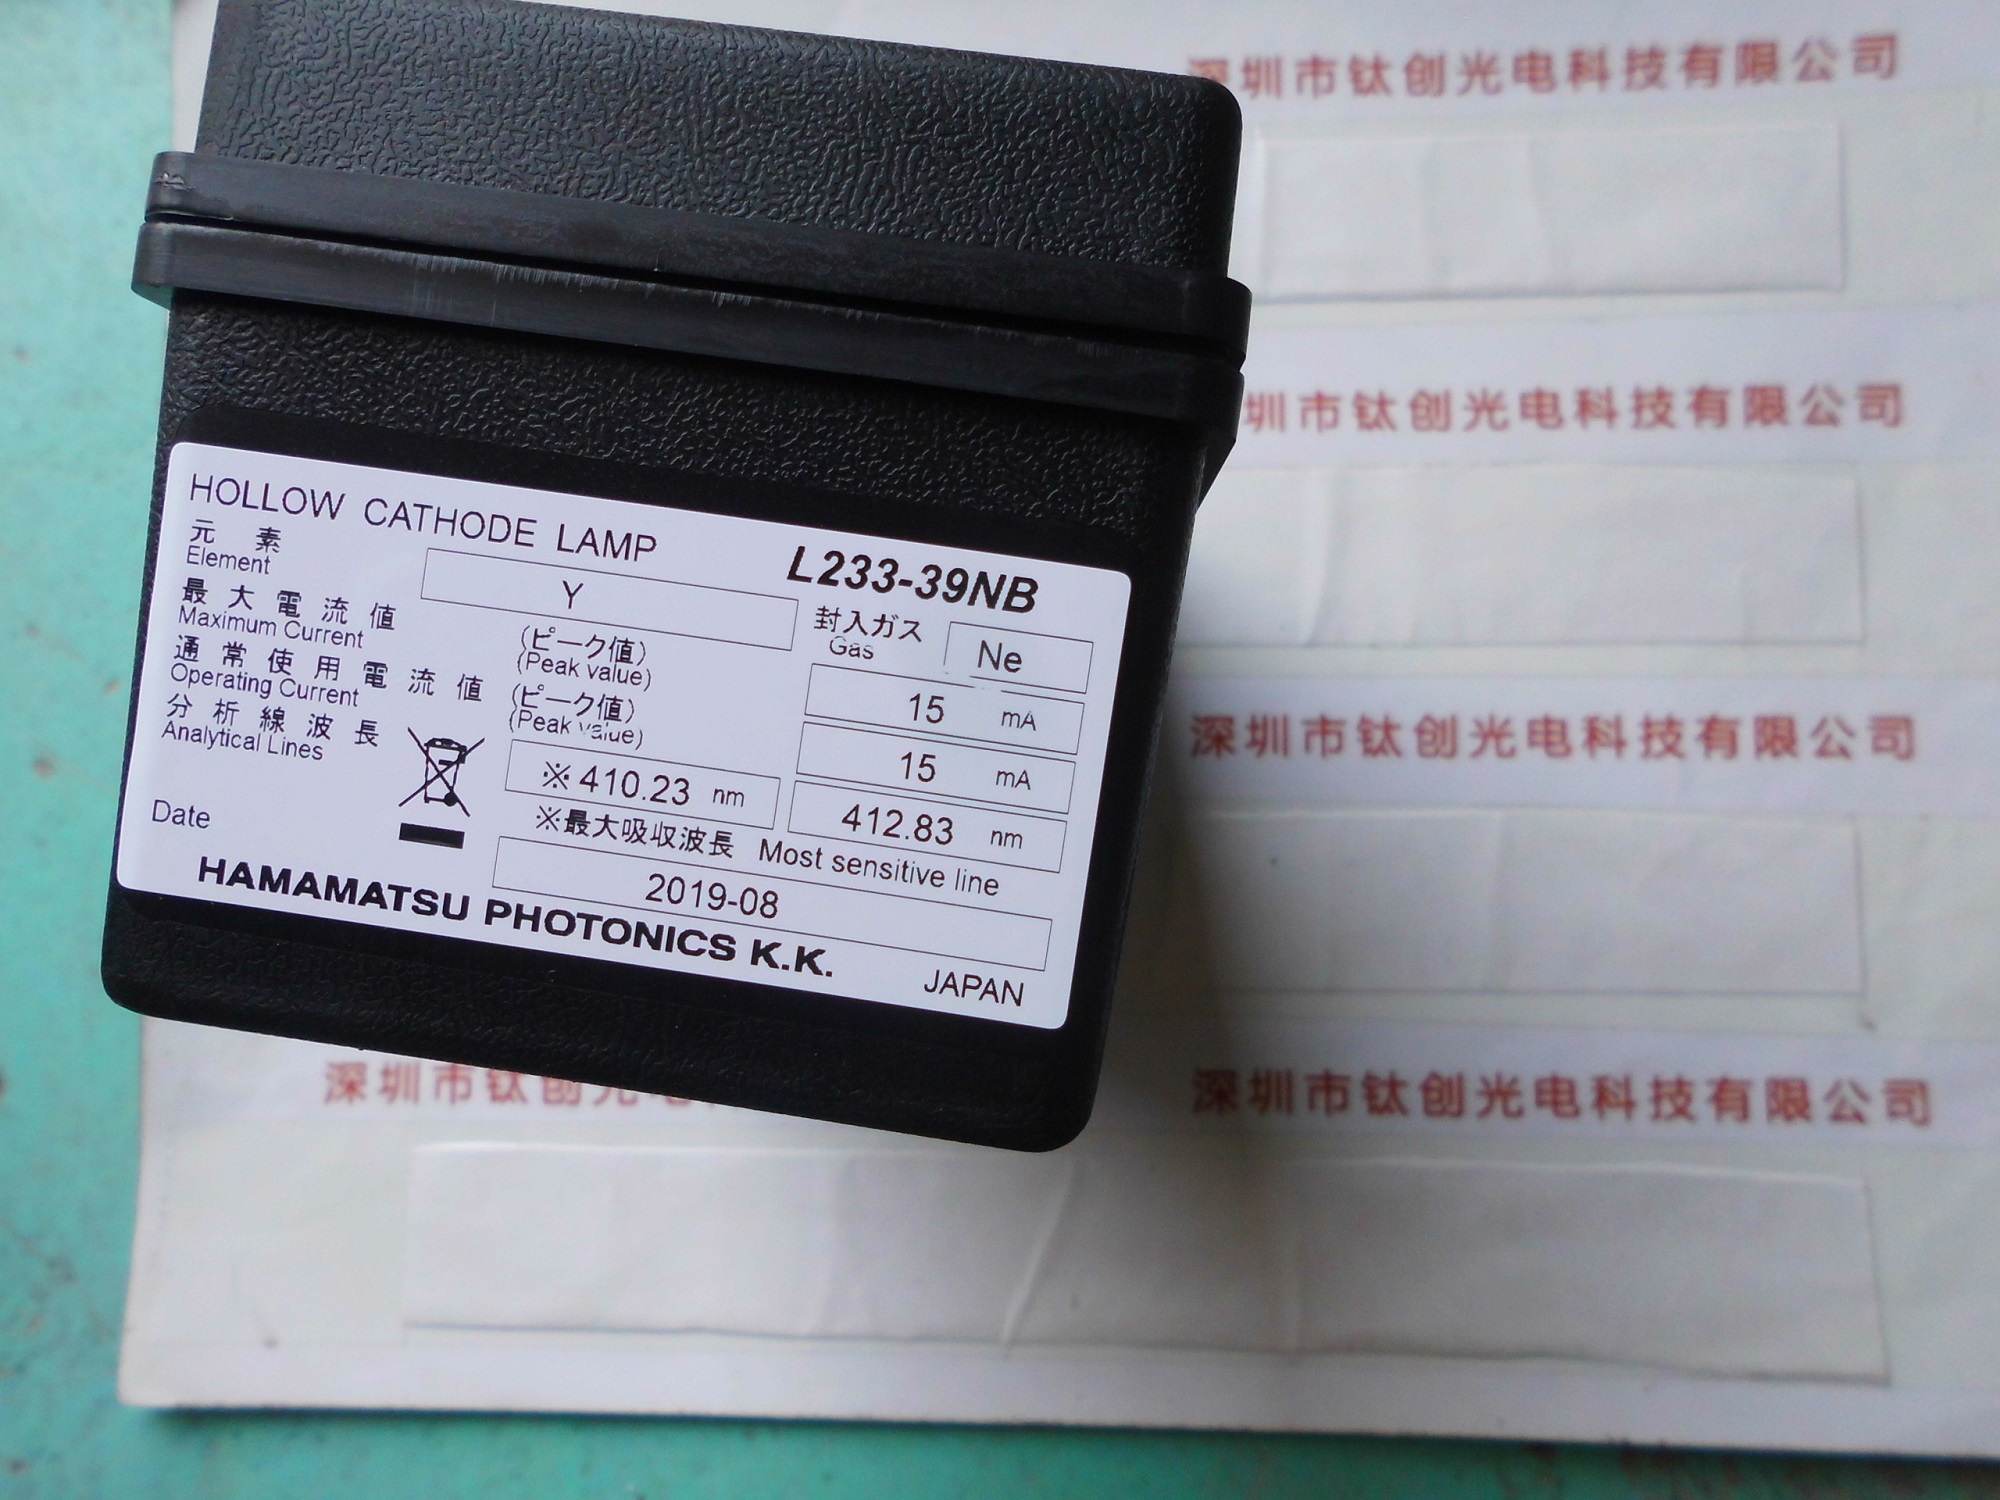 深圳市钛创光电科技有限公司
圳市钛创光电科技有限公司
HOLLOW CATHODE LAMP L233-39NB
元素 Y 封入ガス Ne
Element Gas
最大電流値 (ピーク値) 15 mA
Maximum Current (Peak value)
通常使用電流値 (ピーク値) 15 mA
Operating Current (Peak value)
分析線波長 ※410.23 nm 412.83 nm
Analytical Lines
※最大吸収波長 Most sensitive line
Date 2019-08
HAMAMATSU PHOTONICS K.K. JAPAN
深圳市钛创光电科技有限公司
深圳市钛创光
深圳市钛创光电科技有限公司